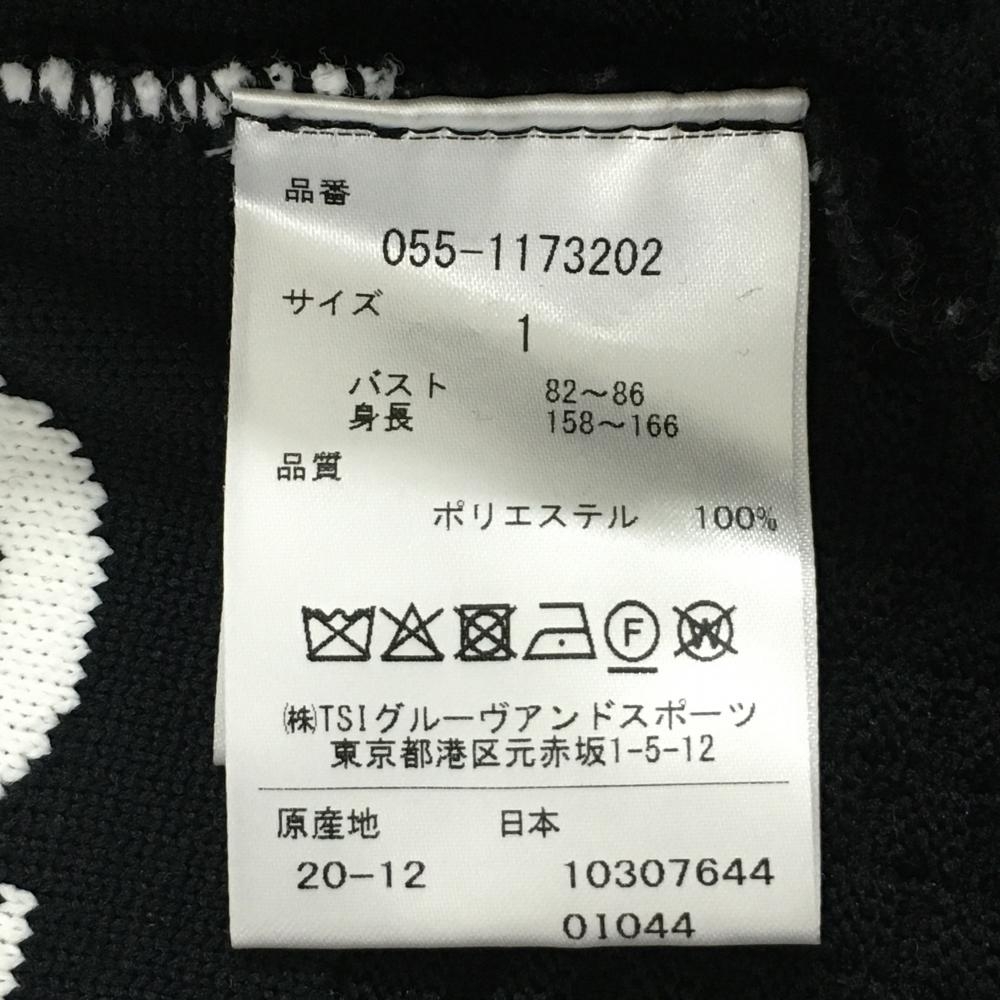 品番
055-1173202
サイズ
1
バスト 82～86
身長 158～166
品質
ポリエステル 100%
F W
㈱TSIグルーヴアンドスポーツ
東京都港区元赤坂1-5-12
原産地 日本
20-12 10307644
01044